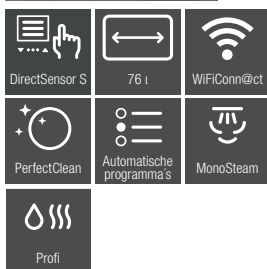 DirectSensor S
76 ι
WiFiConn@ct
PerfectClean
Automatische
programma´s
MonoSteam
Profi